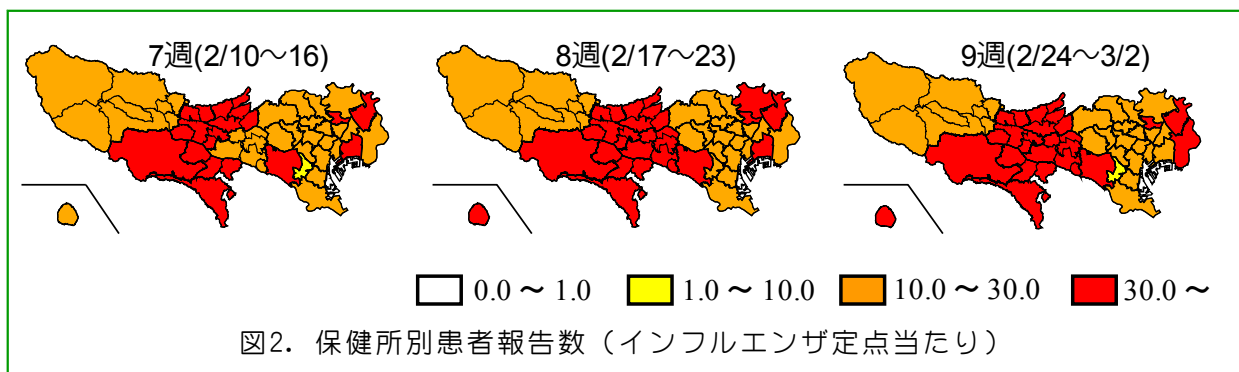 7週(2/10～16)
8週(2/17～23)
9週(2/24～3/2)
0.0 ～ 1.0
1.0 ～ 10.0
10.0 ～ 30.0
30.0 ～
図2．保健所別患者報告数（インフルエンザ定点当たり）